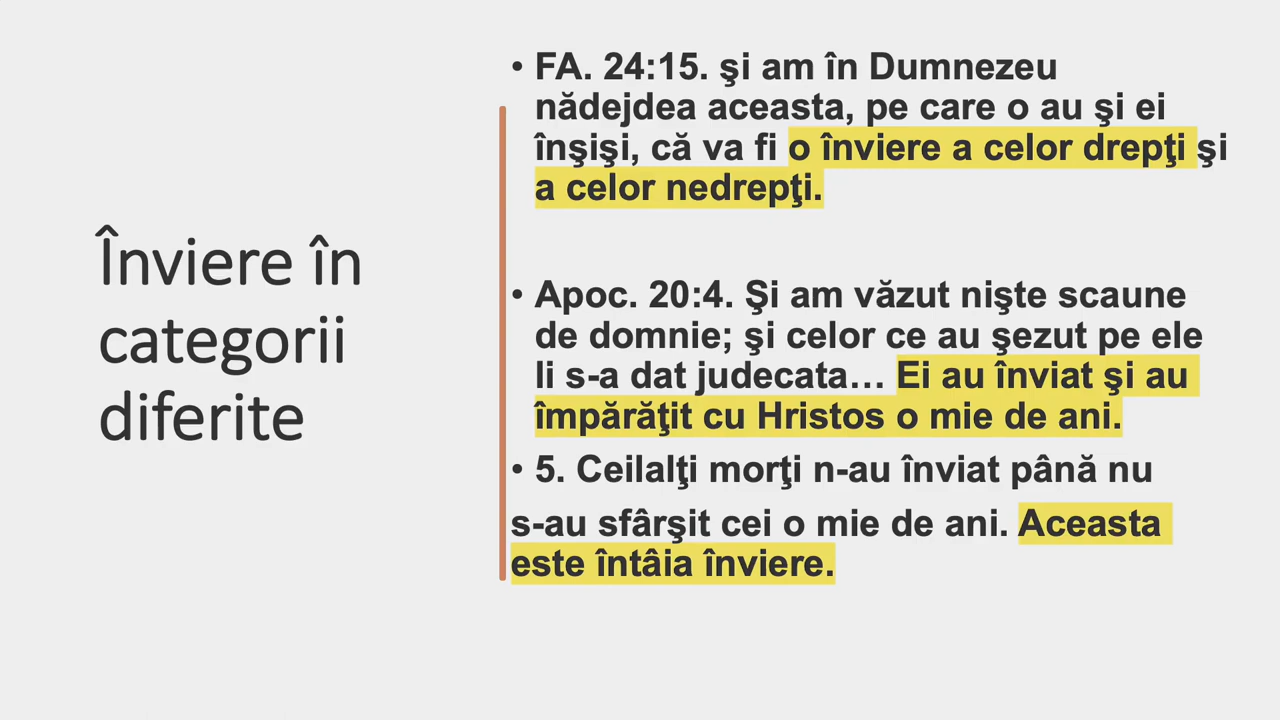 Înviere în
categorii
diferite
• FA. 24:15. şi am în Dumnezeu
nădejdea aceasta, pe care o au şi ei
înşişi, că va fi o înviere a celor drepţi şi
a celor nedrepţi.
• Apoc. 20:4. Şi am văzut nişte scaune
de domnie; şi celor ce au şezut pe ele
li s-a dat judecata… Ei au înviat şi au
împărăţit cu Hristos o mie de ani.
• 5. Ceilalţi morţi n-au înviat până nu
s-au sfârşit cei o mie de ani. Aceasta
este întâia înviere.